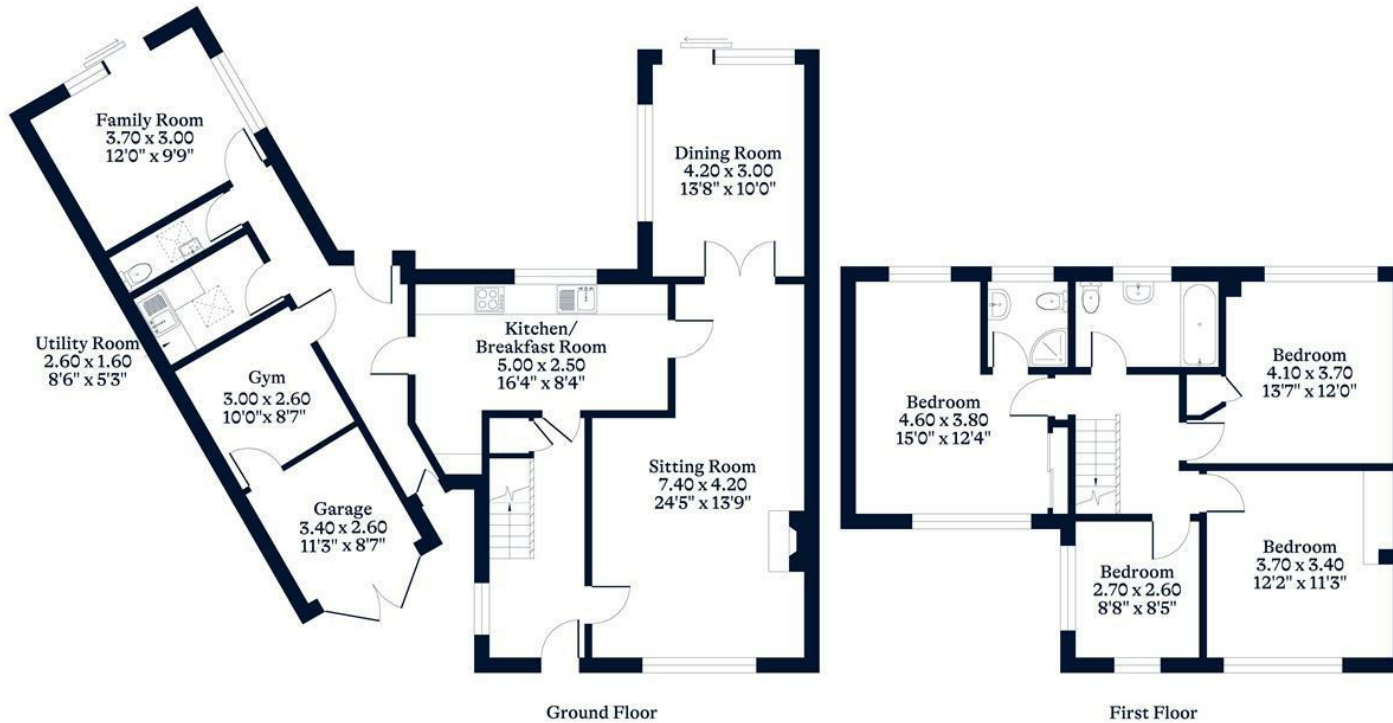 Family Room
3.70 x 3.00
12'0" x 9'9"
Dining Room
4.20 x 3.00
13'8" x 10'0"
Utility Room
2.60 x 1.60
8'6" x 5'3"
Kitchen/
Breakfast Room
5.00 x 2.50
16'4" x 8'4"
Gym
3.00 x 2.60
10'0"x 8'7"
Sitting Room
7.40 x 4.20
24'5" x 13'9"
Garage
3.40 x 2.60
11'3" x 8'7"
Ground Floor
Bedroom
4.60 x 3.80
15'0" x 12'4"
Bedroom
4.10 x 3.70
13'7" x 12'0"
Bedroom
2.70 x 2.60
8'8" x 8'5"
Bedroom
3.70 x 3.40
12'2" x 11'3"
First Floor